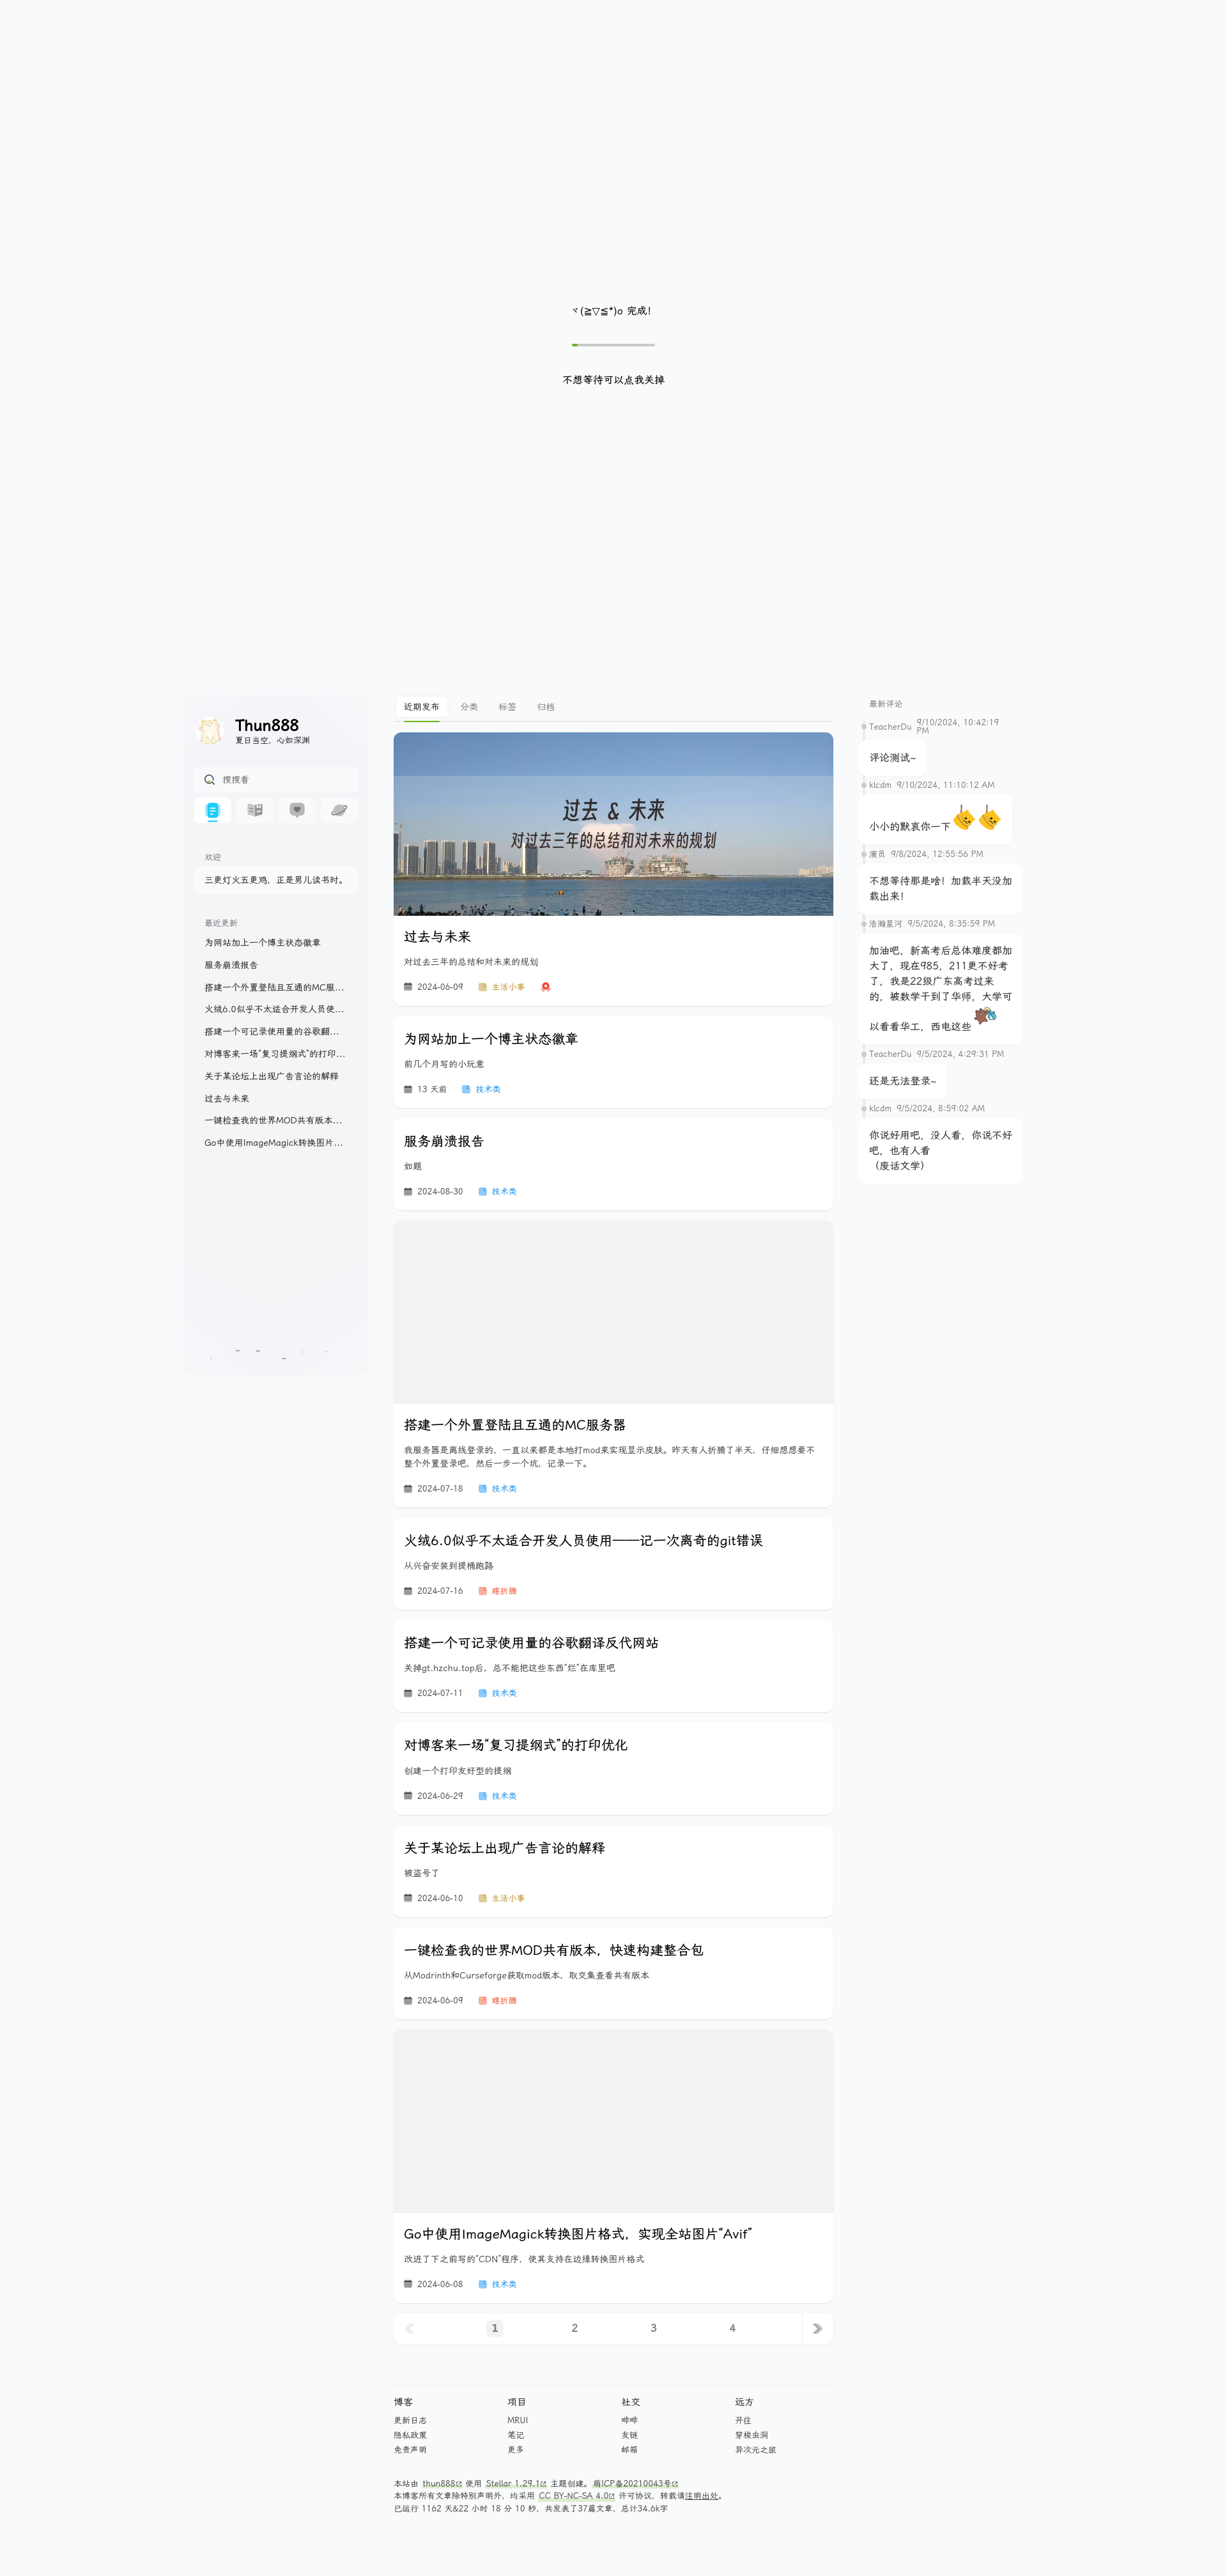 ヾ(≧▽≦*)o 完成！
不想等待可以点我关掉
Thun888
夏日当空，心如深渊
搜搜看
欢迎
三更灯火五更鸡，正是男儿读书时。
最近更新
为网站加上一个博主状态徽章
服务崩溃报告
搭建一个外置登陆且互通的MC服...
火绒6.0似乎不太适合开发人员使...
搭建一个可记录使用量的谷歌翻...
对博客来一场“复习提纲式”的打印...
关于某论坛上出现广告言论的解释
过去与未来
一键检查我的世界MOD共有版本...
Go中使用ImageMagick转换图片...
近期发布 分类 标签 归档
过去 & 未来
对过去三年的总结和对未来的规划
过去与未来
对过去三年的总结和对未来的规划
2024-06-09 生活小事
为网站加上一个博主状态徽章
前几个月写的小玩意
13 天前 技术类
服务崩溃报告
如题
2024-08-30 技术类
搭建一个外置登陆且互通的MC服务器
我服务器是离线登录的，一直以来都是本地打mod来实现显示皮肤。昨天有人折腾了半天，仔细想想要不
整个外置登录吧，然后一步一个坑，记录一下。
2024-07-18 技术类
火绒6.0似乎不太适合开发人员使用——记一次离奇的git错误
从兴奋安装到提桶跑路
2024-07-16 瞎折腾
搭建一个可记录使用量的谷歌翻译反代网站
关掉gt.hzchu.top后，总不能把这些东西“烂”在库里吧
2024-07-11 技术类
对博客来一场“复习提纲式”的打印优化
创建一个打印友好型的提纲
2024-06-29 技术类
关于某论坛上出现广告言论的解释
被盗号了
2024-06-10 生活小事
一键检查我的世界MOD共有版本，快速构建整合包
从Modrinth和Curseforge获取mod版本，取交集查看共有版本
2024-06-09 瞎折腾
Go中使用ImageMagick转换图片格式，实现全站图片“Avif”
改进了下之前写的“CDN”程序，使其支持在边缘转换图片格式
2024-06-08 技术类
1 2 3 4
最新评论
TeacherDu 9/10/2024, 10:42:19
PM
评论测试~
klcdm 9/10/2024, 11:10:12 AM
小小的默哀你一下
演员 9/8/2024, 12:55:56 PM
不想等待那是啥！加载半天没加
载出来！
浩瀚星河 9/5/2024, 8:35:59 PM
加油吧，新高考后总体难度都加
大了，现在985，211更不好考
了，我是22级广东高考过来
的，被数学干到了华师，大学可
以看看华工，西电这些
TeacherDu 9/5/2024, 4:29:31 PM
还是无法登录~
klcdm 9/5/2024, 8:59:02 AM
你说好用吧，没人看，你说不好
吧，也有人看
（废话文学）
博客 项目 社交 远方
更新日志 MRUI 哔哔 开往
隐私政策 笔记 友链 穿梭虫洞
免责声明 更多 邮箱 异次元之旅
本站由 thun888 使用 Stellar 1.29.1 主题创建。萌ICP备20210043号
本博客所有文章除特别声明外，均采用 CC BY-NC-SA 4.0 许可协议，转载请注明出处。
已运行 1162 天&22 小时 18 分 10 秒，共发表了37篇文章，总计34.6k字